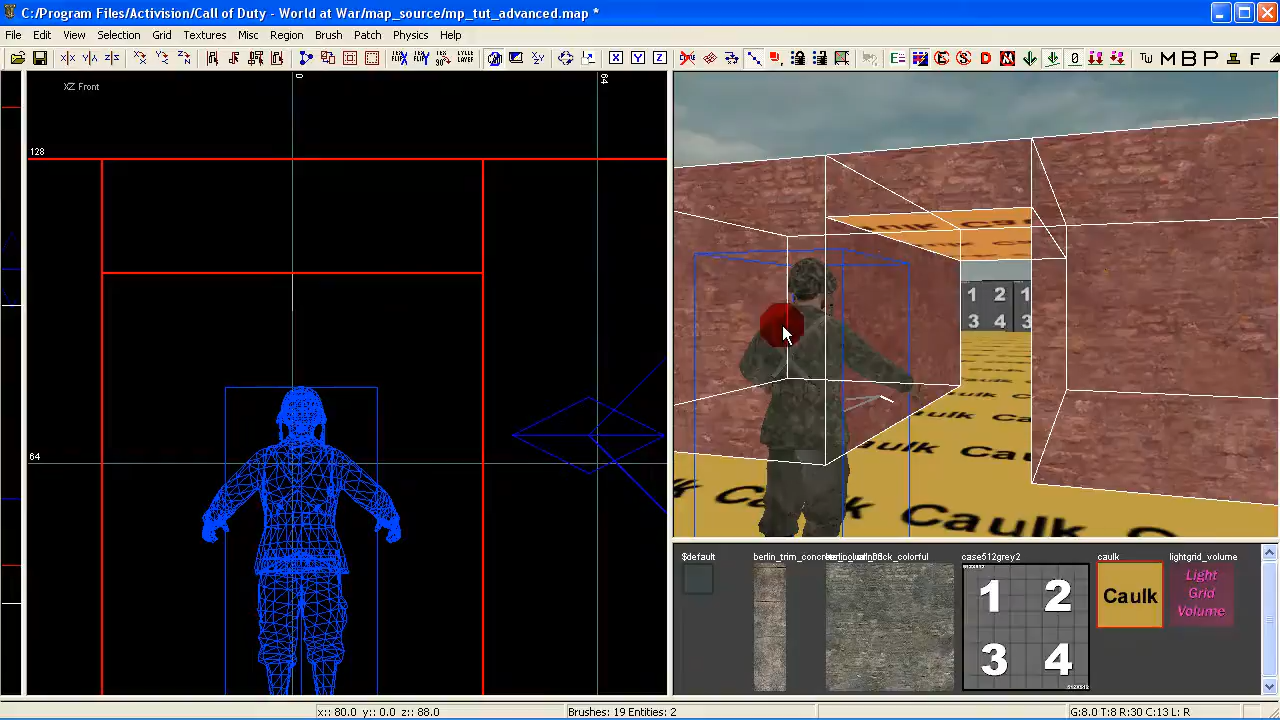 C:/Program Files/Activision/Call of Duty - World at War/map_source/mp_tut_advanced.map *
File Edit View Selection Grid Textures Misc Region Brush Patch Physics Help
XZ Front
0
64
128
64
1 2 1
3 4 3
Caulk
$default
case512grey2
caulk
lightgrid_volume
1 2
3 4
Caulk
Light
Grid
Volume
x:: 80.0 y:: 0.0 z:: 88.0
Brushes: 19 Entities: 2
G:8.0 T:8 R:30 C:13 L: R